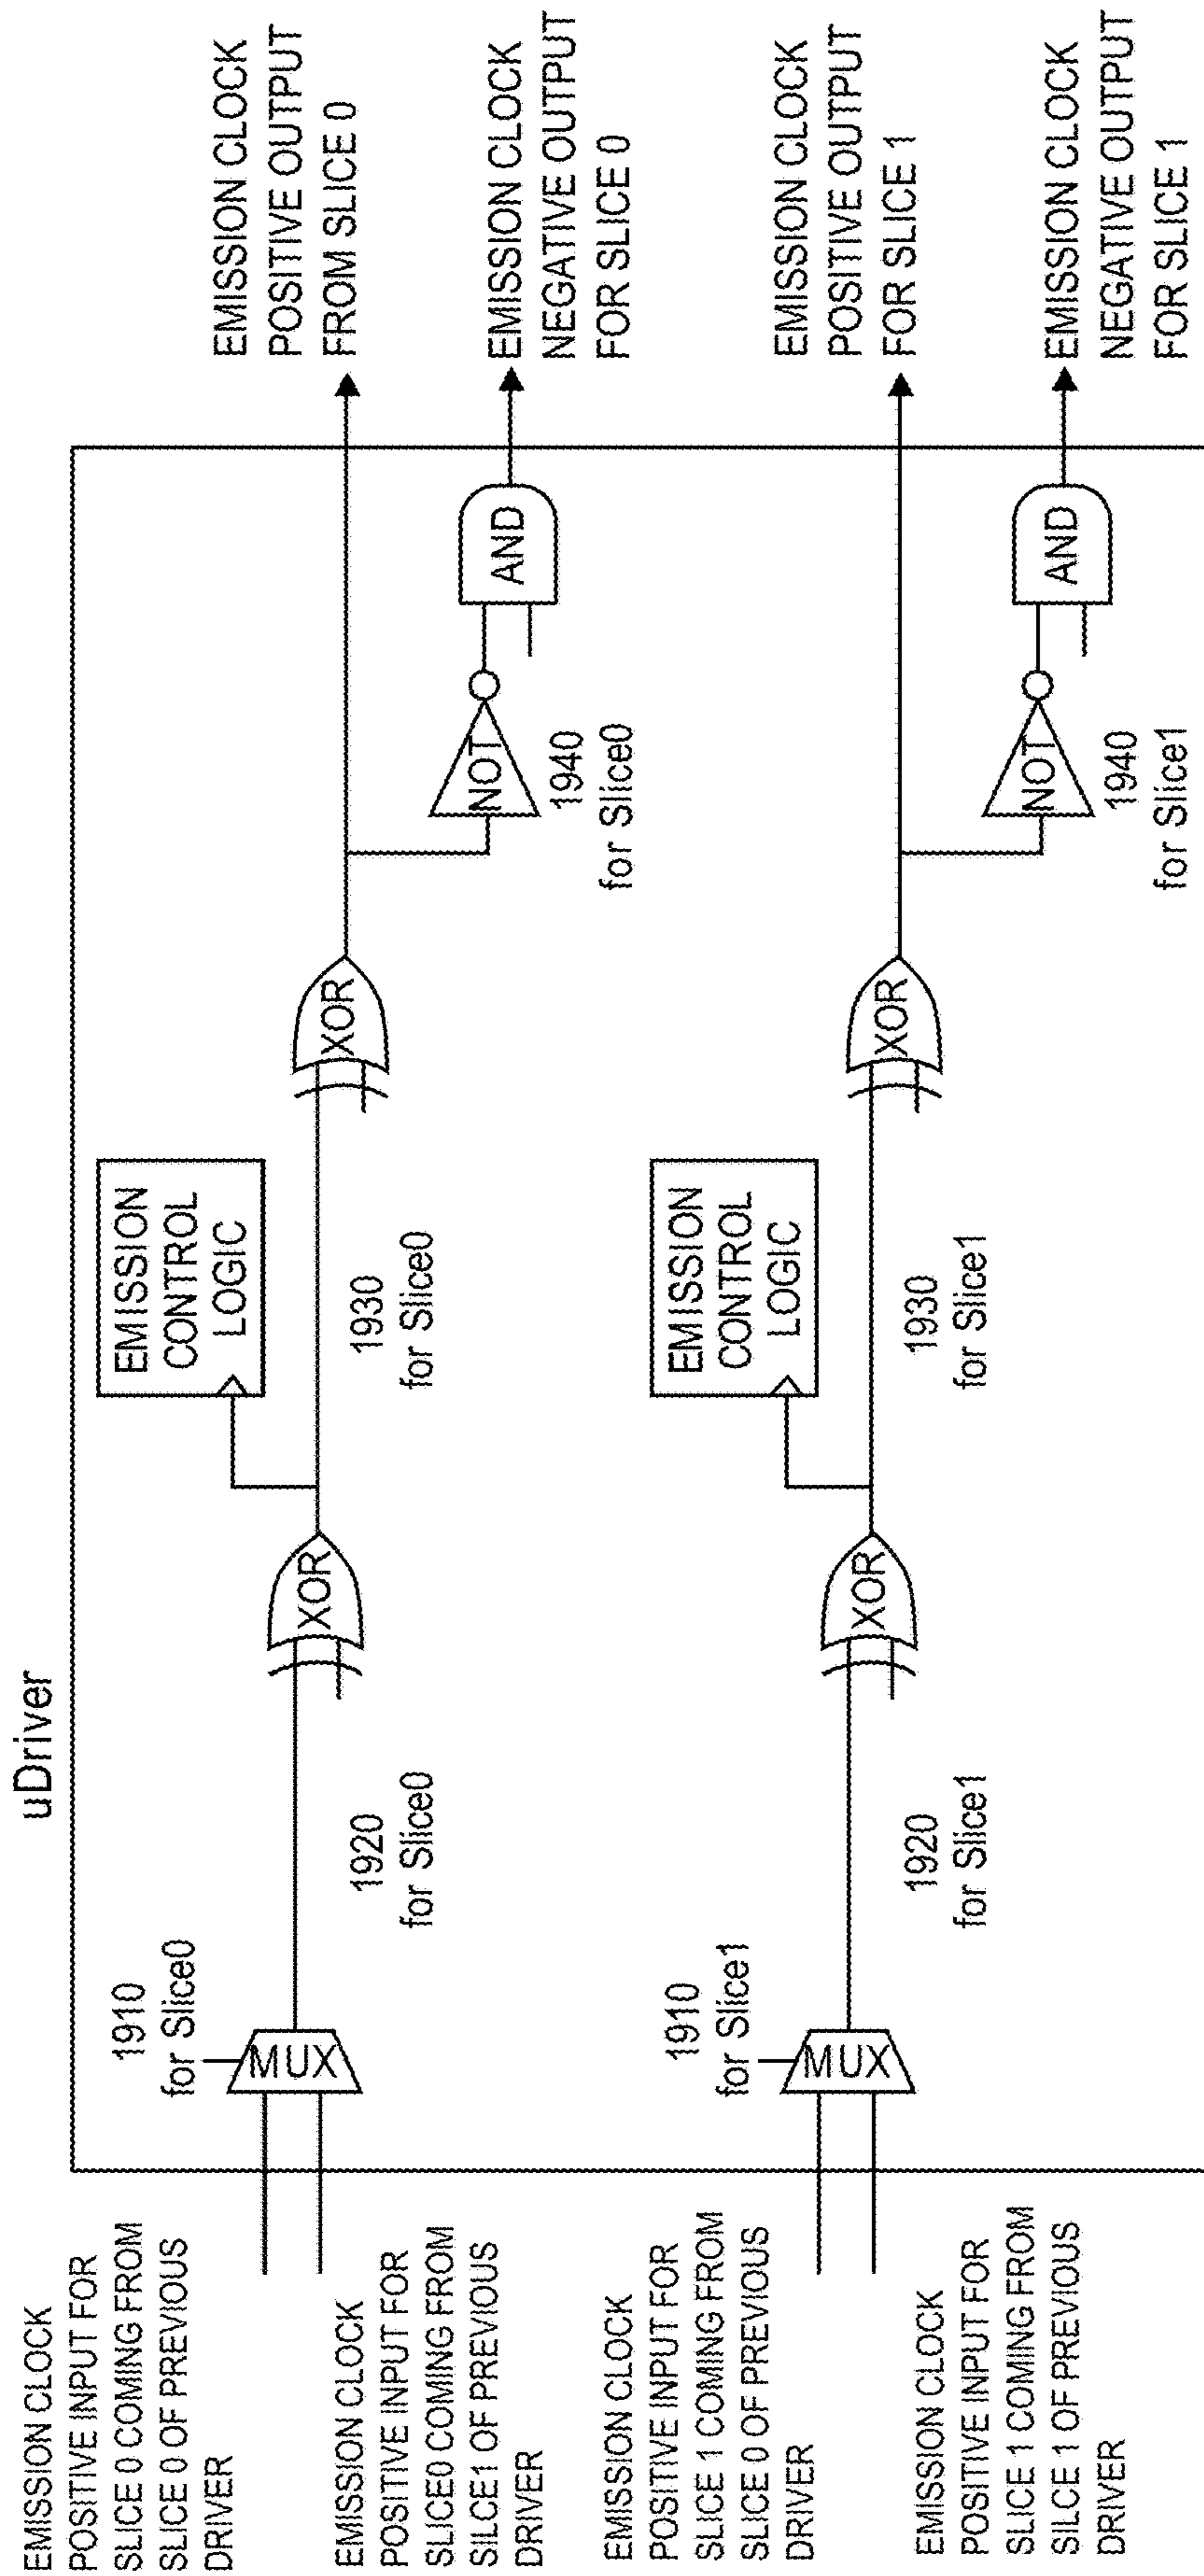 uDriver
EMISSION CLOCK
POSITIVE INPUT FOR
SLICE 0 COMING FROM
SLICE 0 OF PREVIOUS
DRIVER
EMISSION CLOCK
POSITIVE INPUT FOR
SLICE0 COMING FROM
SILCE1 OF PREVIOUS
DRIVER
1910
for Slice0
MUX
1920
for Slice0
XOR
EMISSION
CONTROL
LOGIC
1930
for Slice0
XOR
NOT
1940
for Slice0
AND
EMISSION CLOCK
POSITIVE OUTPUT
FROM SLICE 0
EMISSION CLOCK
NEGATIVE OUTPUT
FOR SLICE 0
EMISSION CLOCK
POSITIVE INPUT FOR
SLICE 1 COMING FROM
SLICE 0 OF PREVIOUS
DRIVER
EMISSION CLOCK
POSITIVE INPUT FOR
SLICE 1 COMING FROM
SILCE 1 OF PREVIOUS
DRIVER
1910
for Slice1
MUX
1920
for Slice1
XOR
EMISSION
CONTROL
LOGIC
1930
for Slice1
XOR
NOT
1940
for Slice1
AND
EMISSION CLOCK
POSITIVE OUTPUT
FOR SLICE 1
EMISSION CLOCK
NEGATIVE OUTPUT
FOR SLICE 1